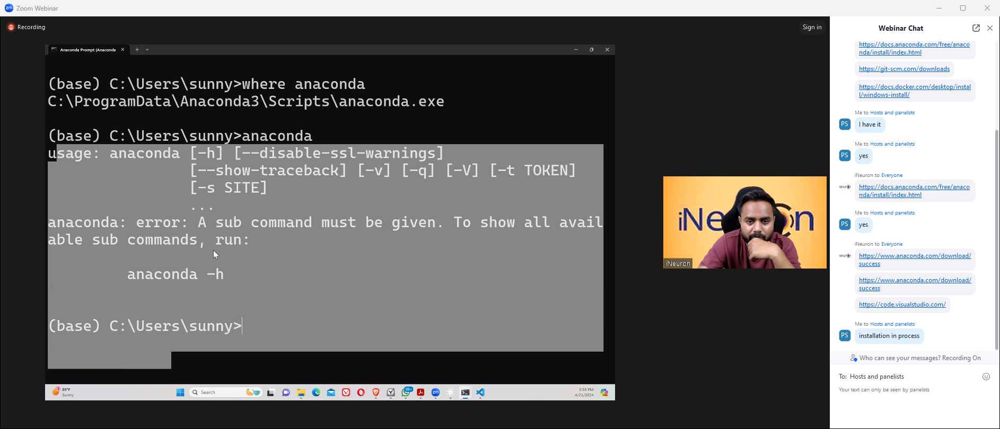 Zoom Webinar
Recording
Sign in
Anaconda Prompt (Anaconda
(base) C:\Users\sunny>where anaconda
C:\ProgramData\Anaconda3\Scripts\anaconda.exe
(base) C:\Users\sunny>anaconda
usage: anaconda [-h] [--disable-ssl-warnings]
[--show-traceback] [-v] [-q] [-V] [-t TOKEN]
[-s SITE]
...
anaconda: error: A sub command must be given. To show all avail
able sub commands, run:
anaconda -h
(base) C:\Users\sunny>
1
89°F
Sunny
Search
99+
zm
3:55 PM
4/21/2024
iNeuron
iNeuron
Webinar Chat
https://docs.anaconda.com/free/anaco
nda/install/index.html
https://git-scm.com/downloads
https://docs.docker.com/desktop/instal
l/windows-install/
Me to Hosts and panelists
PS
I have it
Me to Hosts and panelists
PS
yes
iNeuron to Everyone
https://docs.anaconda.com/free/anaco
nda/install/index.html
Me to Hosts and panelists
PS
yes
iNeuron to Everyone
https://www.anaconda.com/download/
success
https://www.anaconda.com/download/
success
https://code.visualstudio.com/
Me to Hosts and panelists
PS
installation in process
Who can see your messages? Recording On
To: Hosts and panelists
Your text can only be seen by panelists